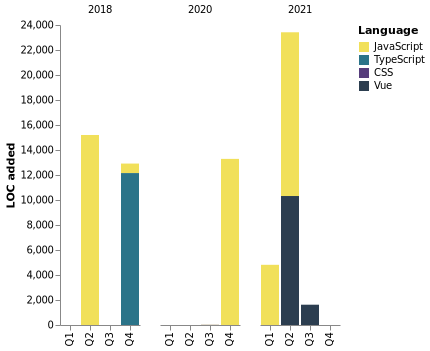 2018 2020 2021
Language
JavaScript
TypeScript
CSS
Vue
LOC added
24,000
22,000
20,000
18,000
16,000
14,000
12,000
10,000
8,000
6,000
4,000
2,000
0
Q1 Q2 Q3 Q4 Q1 Q2 Q3 Q4 Q1 Q2 Q3 Q4